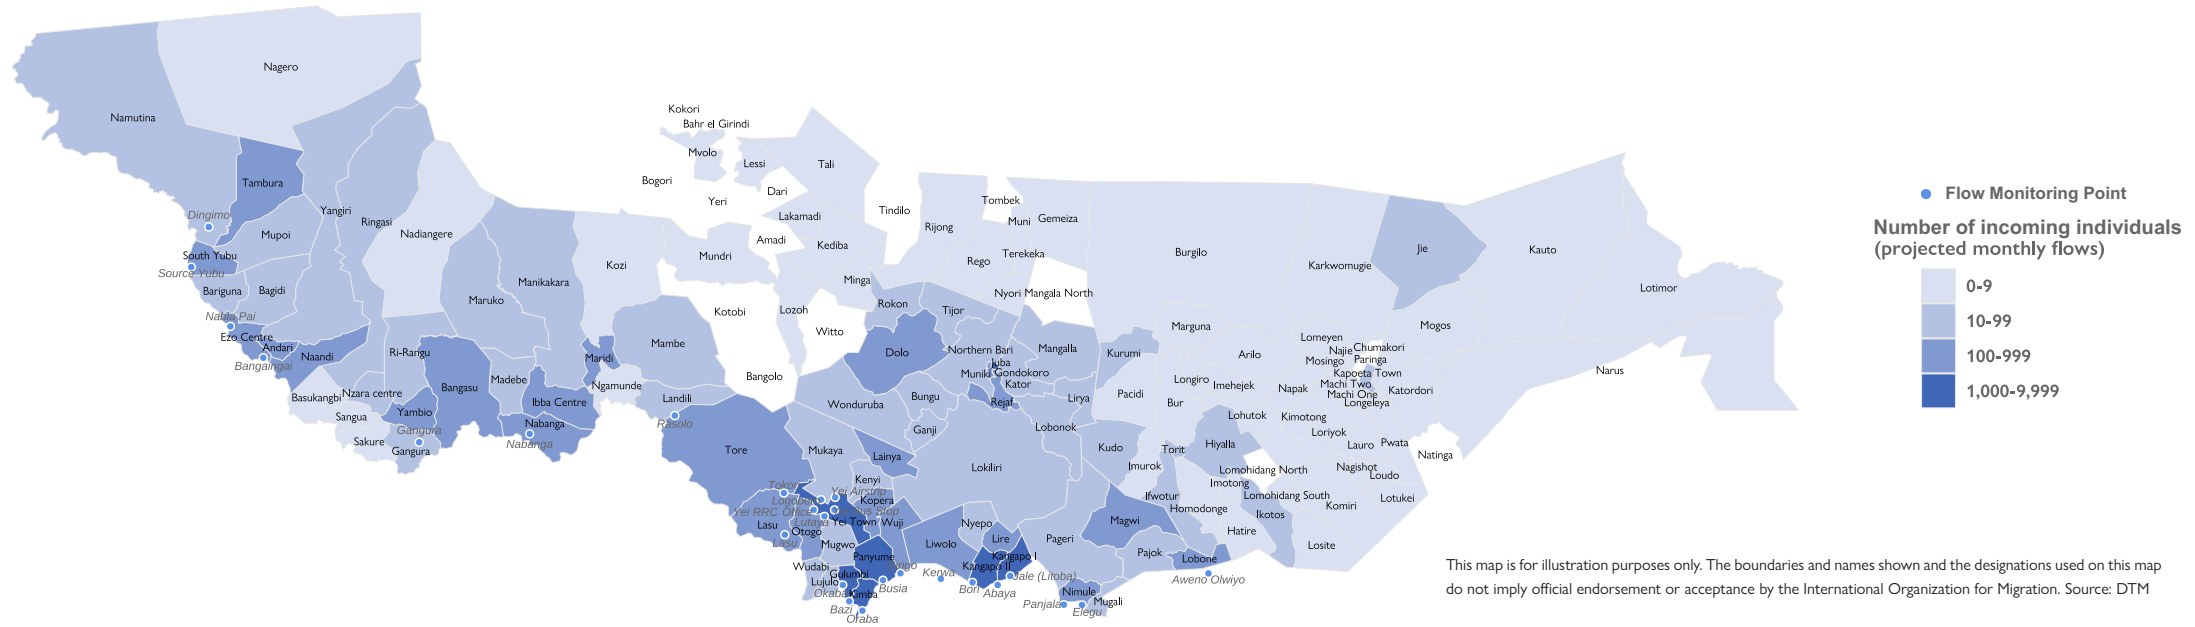 Nagero
Namutina
Kokori
Bahr el Girindi
Mvolo
Lessi
Tali
Bogori
Dari
Yeri
Tambura
Dingimo
Yangiri
Ringasi
Mupoi
Nadiangere
Lakamadi
Tindilo
Tombek
Muni
Gemeiza
Rijong
Amadi
Kediba
Terekeka
Rego
Burgilo
Jie
Kauto
Flow Monitoring Point
Number of incoming individuals
(projected monthly flows)
0-9
10-99
100-999
1,000-9,999
South Yubu
Source Yubu
Mundri
Kozi
Karkwomugie
Manikakara
Minga
Bariguna
Bagidi
Maruko
Nyori
Mangala North
Lotimor
Rokon
Tijor
Lozoh
Kotobi
Witto
Nabia Pai
Ezo Centre
Andari
Bangaingai
Naandi
Ri-Rangu
Maridi
Mambe
Dolo
Northern Bari
Mangalla
Kurumi
Marguna
Arilo
Lomeyen
Mogos
Najie
Chumakori
Mosingo
Paringa
Juba
Muniki
Gondokoro
Kator
Kapoeta Town
Machi Two
Machi One
Longeleya
Katordori
Narus
Bangolo
Ngamunde
Madebe
Bangasu
Basukangbi
Nzara centre
Ibba Centre
Landili
Wonduruba
Bungu
Rejaf
Lirya
Pacidi
Longiro
Imehejek
Napak
Bur
Sangua
Yambio
Nabanga
Nabanga
Rasolo
Ganji
Lobonok
Lohutok
Kimotong
Loriyok
Sakure
Gangura
Gangura
Tore
Mukaya
Lainya
Lokiliri
Kudo
Torit
Hiyalla
Lauro
Pwata
Natinga
Imurok
Lomohidang North
Nagishot
Loudo
Kenyi
Imotong
Tokori
Logobero
Yei Airstrip
Kopera
Ifwotur
Lomohidang South
Lotukei
Yei RRC Office
Bus Stop
Homodonge
Komiri
Lasu
Lutaya
Yei Town
Wuji
Nyepo
Magwi
Ikotos
Otogo
Hatire
Lasu
Mugwo
Liwolo
Lire
Pageri
Losite
Panyume
Kangapo I
Pajok
Lobone
Wudabi
Gulumbi
Kangapo II
Lujulo
Kerwa
Jale (Litoba)
Aweno Olwiyo
Okaba
Kimba
Busia
Bori
Abaya
Nimule
Bazi
Panjala
Mugali
Oraba
Elegu
This map is for illustration purposes only. The boundaries and names shown and the designations used on this map
do not imply official endorsement or acceptance by the International Organization for Migration. Source: DTM